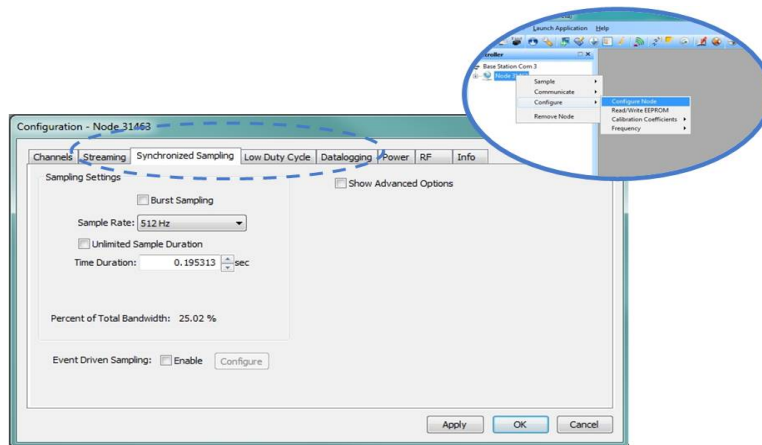 Launch Application Help
Base Station Com 3
Node
Sample
Communicate
Configure
Remove Node
Configure Node
Read/Write EEPROM
Calibration Coefficients
Frequency
Configuration - Node 31463
Channels Streaming Synchronized Sampling Low Duty Cycle Datalogging Power RF Info
Sampling Settings
Show Advanced Options
Burst Sampling
Sample Rate: 512 Hz
Unlimited Sample Duration
Time Duration: 0.195313 sec
Percent of Total Bandwidth: 25.02 %
Event Driven Sampling: Enable Configure
Apply OK Cancel